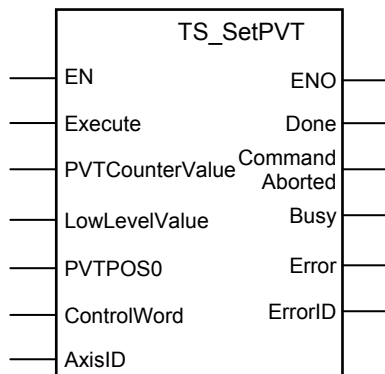 TS_SetPVT
EN
ENO
Execute
Done
PVTCounterValue
Command
Aborted
LowLevelValue
Busy
PVTPOS0
Error
ControlWord
ErrorID
AxisID